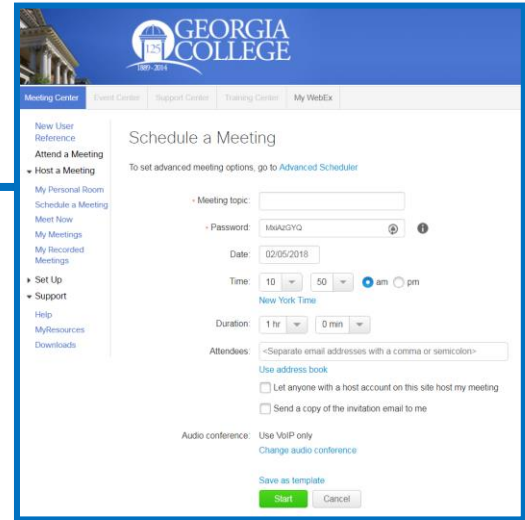 GEORGIA
COLLEGE
125
1889-2014
Meeting Center Event Center Support Center Training Center My WebEx
New User
Reference
Attend a Meeting
Host a Meeting
My Personal Room
Schedule a Meeting
Meet Now
My Meetings
My Recorded
Meetings
Set Up
Support
Help
MyResources
Downloads
Schedule a Meeting
To set advanced meeting options, go to Advanced Scheduler
Meeting topic:
Password: MxiAzGYQ
Date: 02/05/2018
Time: 10 50 am pm
New York Time
Duration: 1 hr 0 min
Attendees: <Separate email addresses with a comma or semicolon>
Use address book
Let anyone with a host account on this site host my meeting
Send a copy of the invitation email to me
Audio conference: Use VoIP only
Change audio conference
Save as template
Start Cancel